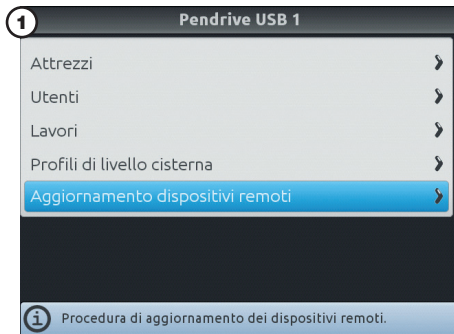 1
Pendrive USB 1
Attrezzi
Utenti
Lavori
Profili di livello cisterna
Aggiornamento dispositivi remoti
i
Procedura di aggiornamento dei dispositivi remoti.